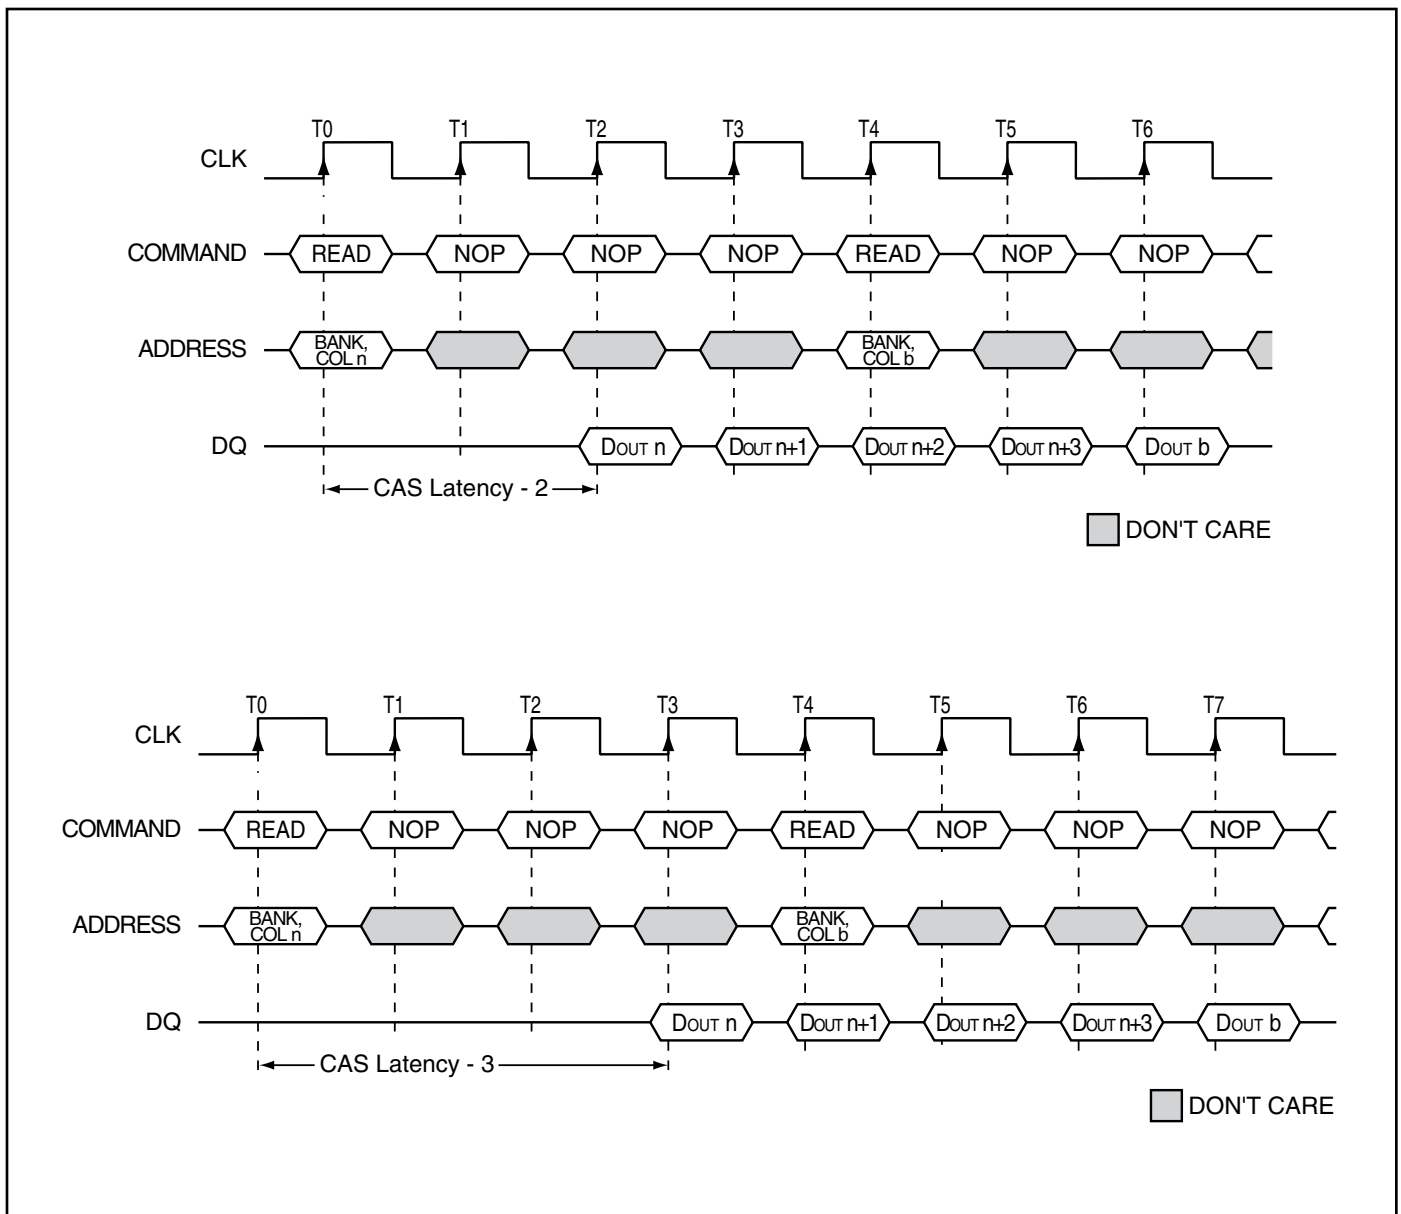 T0 T1 T2 T3 T4 T5 T6
CLK
COMMAND READ NOP NOP NOP READ NOP NOP
ADDRESS BANK, COL n BANK, COL b
DQ DOUT n DOUT n+1 DOUT n+2 DOUT n+3 DOUT b
CAS Latency - 2
DON'T CARE
T0 T1 T2 T3 T4 T5 T6 T7
CLK
COMMAND READ NOP NOP NOP READ NOP NOP NOP
ADDRESS BANK, COL n BANK, COL b
DQ DOUT n DOUT n+1 DOUT n+2 DOUT n+3 DOUT b
CAS Latency - 3
DON'T CARE